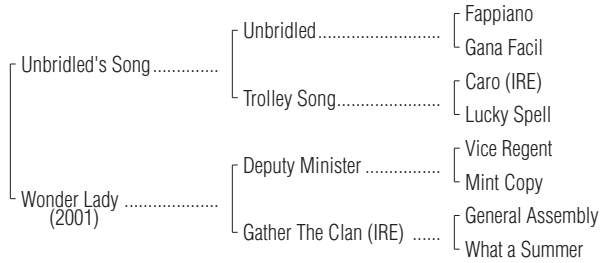 Fappiano
Unbridled........................
Gana Facil
Unbridled's Song.............
Caro (IRE)
Trolley Song....................
Lucky Spell
Vice Regent
Deputy Minister ...............
Mint Copy
Wonder Lady ..................
(2001)
General Assembly
Gather The Clan (IRE) ......
What a Summer